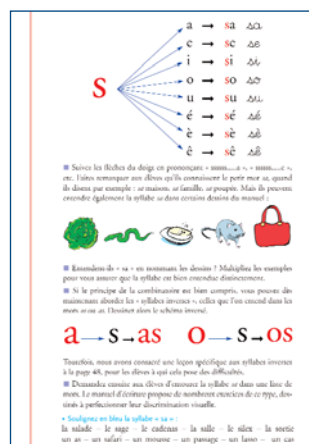 a → sa sa
e → se se
i → si si
s o → so so
u → su su
é → sé sé
è → sè sè
ê → sê sê
■ Suivez les flèches du doigt en prononçant « sssss....a », « sssss....e »,
etc. Faites remarquer aux élèves qu'ils connaissent le petit mot sa, quand
ils disent par exemple : sa maison, sa famille, sa poupée. Mais ils peuvent
entendre également la syllabe sa dans certains dessins du manuel :
■ Entendent-ils « sa » en nommant les dessins ? Multipliez les exemples
pour vous assurer que la syllabe est bien entendue distinctement.
■ Si le principe de la combinatoire est bien compris, vous pouvez dès
maintenant aborder les « syllabes inverses », celles que l'on entend dans les
mots as ou os. Dessinez alors le schéma inversé.
a → s → as o → s → os
Toutefois, nous avons consacré une leçon spécifique aux syllabes inverses
à la page 48, pour les élèves à qui cela pose des difficultés.
■ Demandez ensuite aux élèves d'entourer la syllabe sa dans une liste de
mots. Le manuel d'écriture propose de nombreux exercices de ce type, des-
tinés à perfectionner leur discrimination visuelle.
• Soulignez en bleu la syllabe « sa » :
la salade – le sage – le cadenas – la salle – le silex – la sortie
un as – un safari – un miasme – un passage – un lasso – un cas